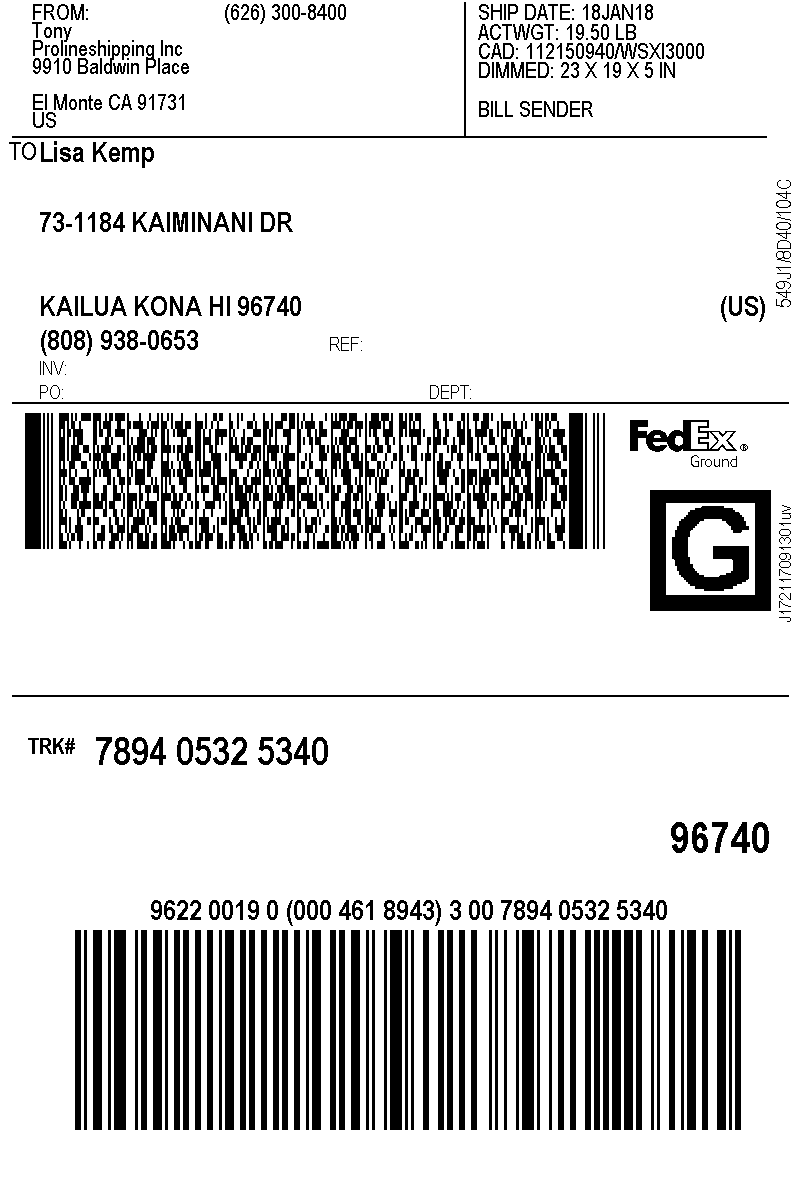 FROM: (626) 300-8400
Tony
Prolineshipping Inc
9910 Baldwin Place
El Monte CA 91731
US
SHIP DATE: 18JAN18
ACTWGT: 19.50 LB
CAD: 112150940/WSXI3000
DIMMED: 23 X 19 X 5 IN
BILL SENDER
TO Lisa Kemp
73-1184 KAIMINANI DR
KAILUA KONA HI 96740 (US)
(808) 938-0653 REF:
INV:
PO: DEPT:
549J1/8D40/104C
FedEx®
Ground
G
J172117091301uv
TRK# 7894 0532 5340
96740
9622 0019 0 (000 461 8943) 3 00 7894 0532 5340